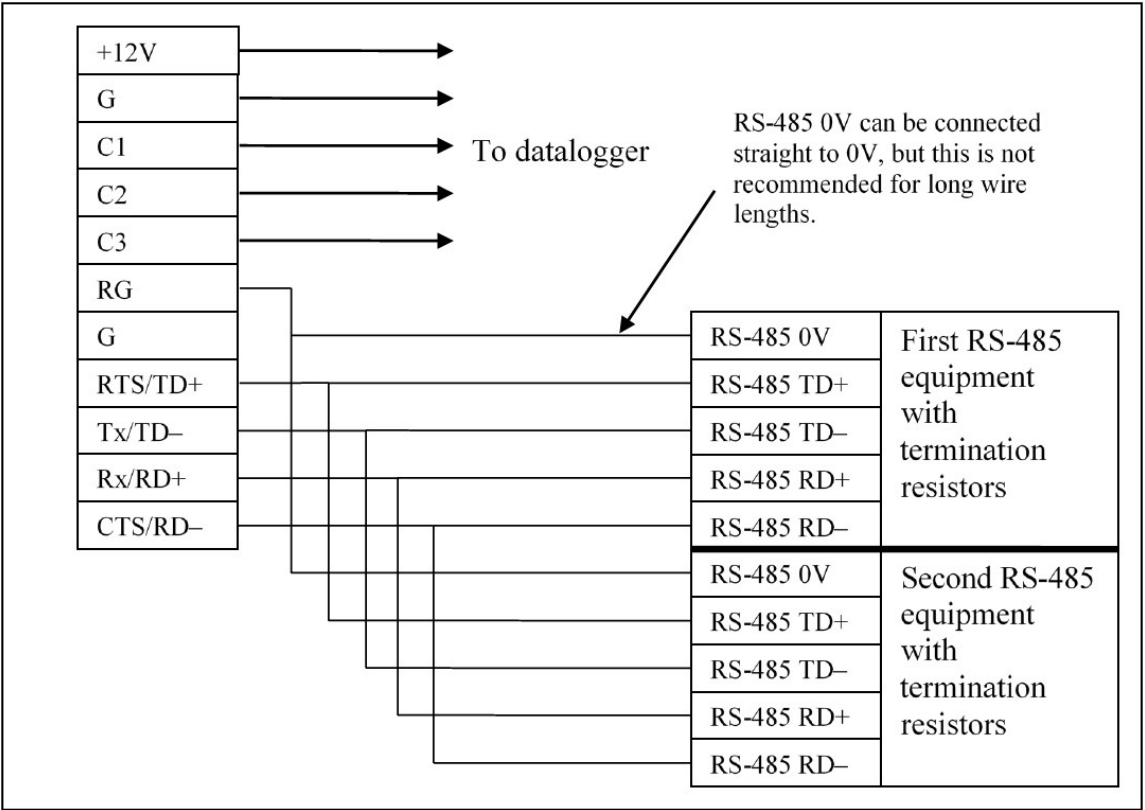 +12V
G
C1
C2
C3
RG
G
RTS/TD+
Tx/TD–
Rx/RD+
CTS/RD–
To datalogger
RS-485 0V can be connected
straight to 0V, but this is not
recommended for long wire
lengths.
RS-485 0V
RS-485 TD+
RS-485 TD–
RS-485 RD+
RS-485 RD–
First RS-485
equipment
with
termination
resistors
RS-485 0V
RS-485 TD+
RS-485 TD–
RS-485 RD+
RS-485 RD–
Second RS-485
equipment
with
termination
resistors